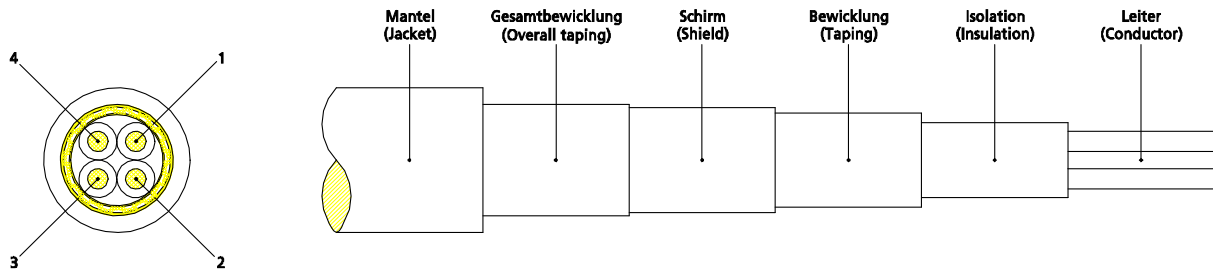 Mantel
(Jacket)
Gesamtbewicklung
(Overall taping)
Schirm
(Shield)
Bewicklung
(Taping)
Isolation
(Insulation)
Leiter
(Conductor)
4
1
3
2